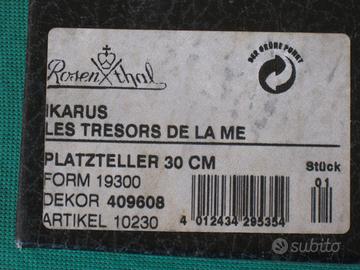 Rosenthal
DER GRÜNE PUNKT
IKARUS
LES TRESORS DE LA ME
PLATZTELLER 30 CM
Stück
FORM 19300
01
DEKOR 409608
ARTIKEL 10230
4 012434 295354
subito